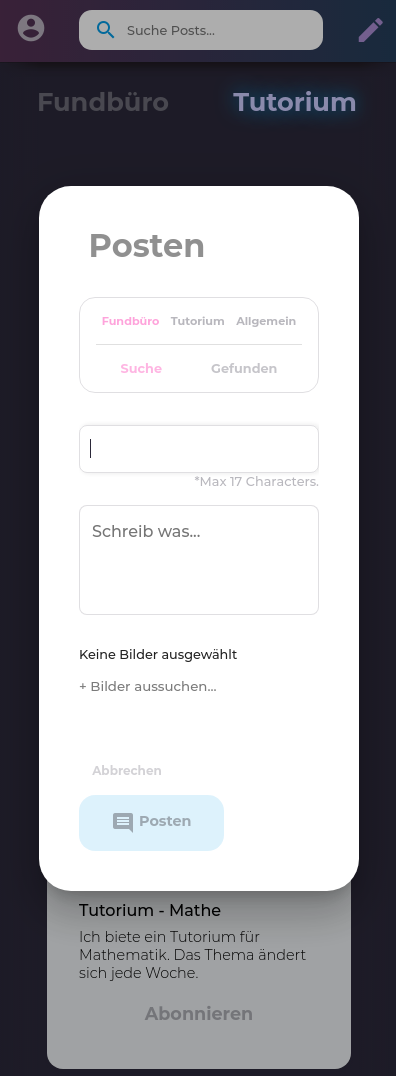 Suche Posts...
Fundbüro Tutorium
Posten
Fundbüro Tutorium Allgemein
Suche Gefunden
*Max 17 Characters.
Schreib was...
Keine Bilder ausgewählt
+ Bilder aussuchen...
Abbrechen
Posten
Tutorium - Mathe
Ich biete ein Tutorium für
Mathematik. Das Thema ändert
sich jede Woche.
Abonnieren